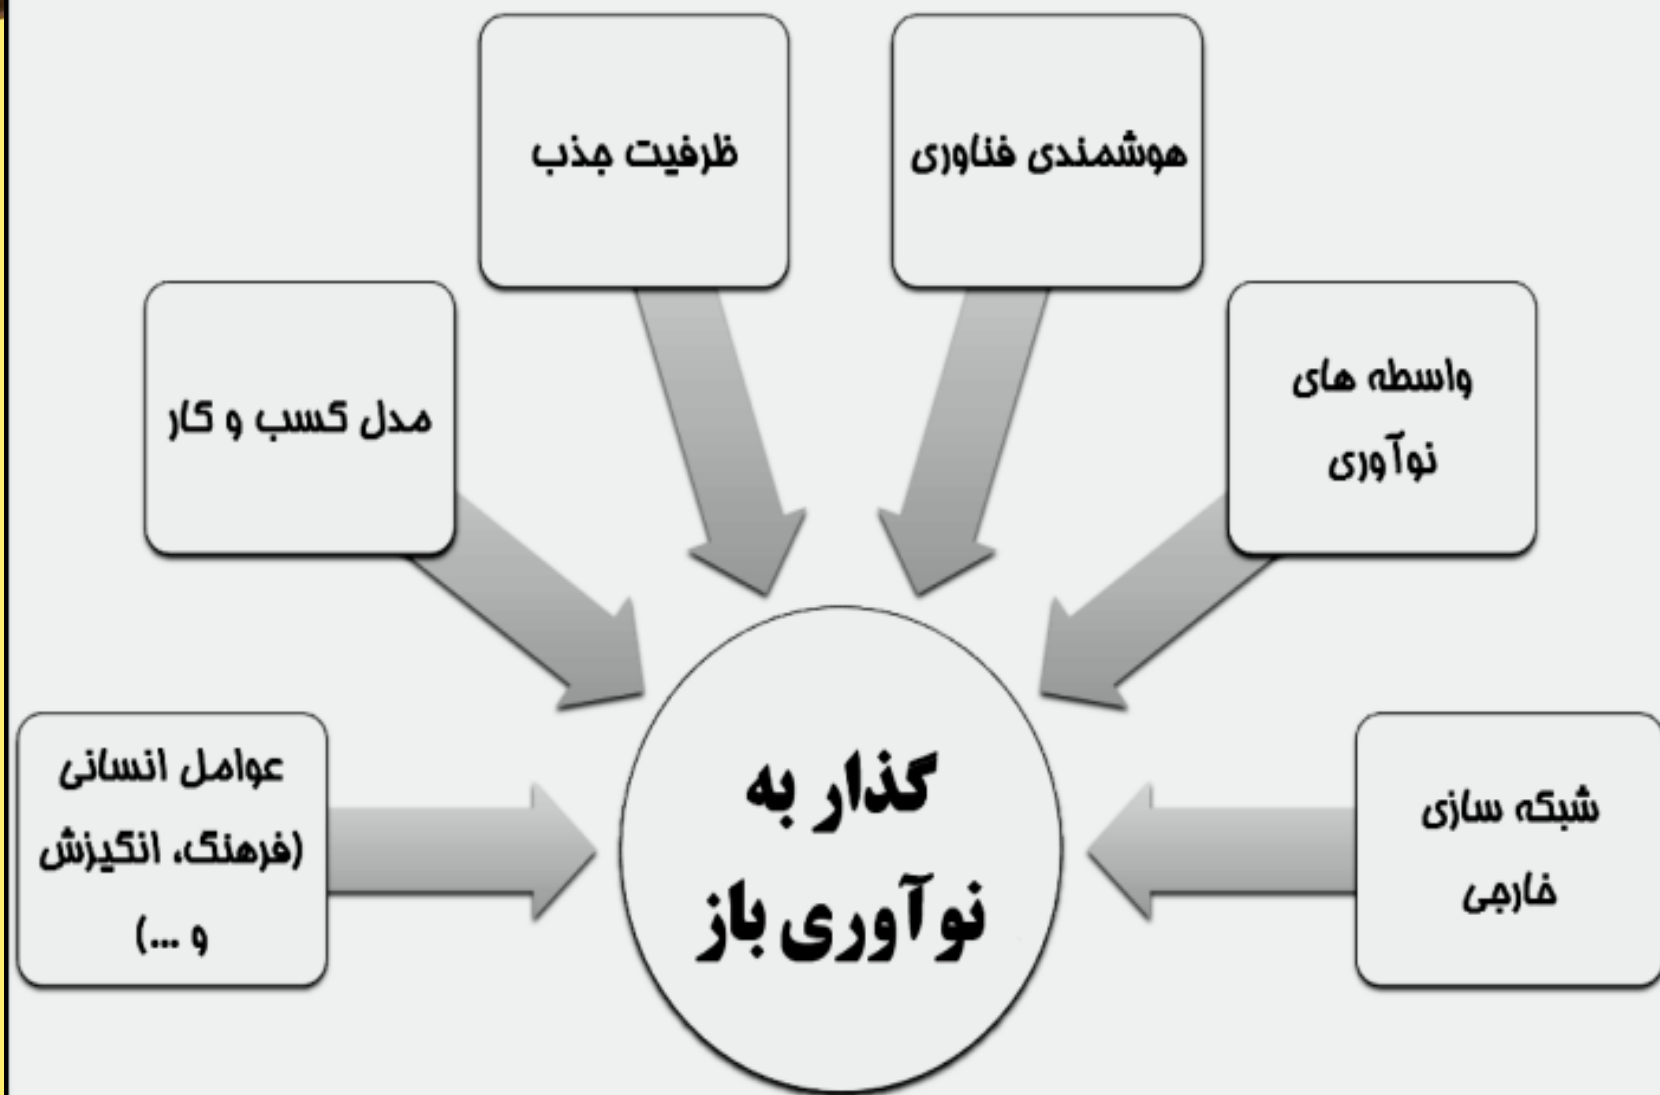 هوشمندی فناوری
ظرفیت جذب
واسطه های
نوآوری
مدل کسب و کار
شبکه سازی
خارجی
عوامل انسانی
(فرهنگ، انگیزش
و ...)
گذار به
نوآوری باز